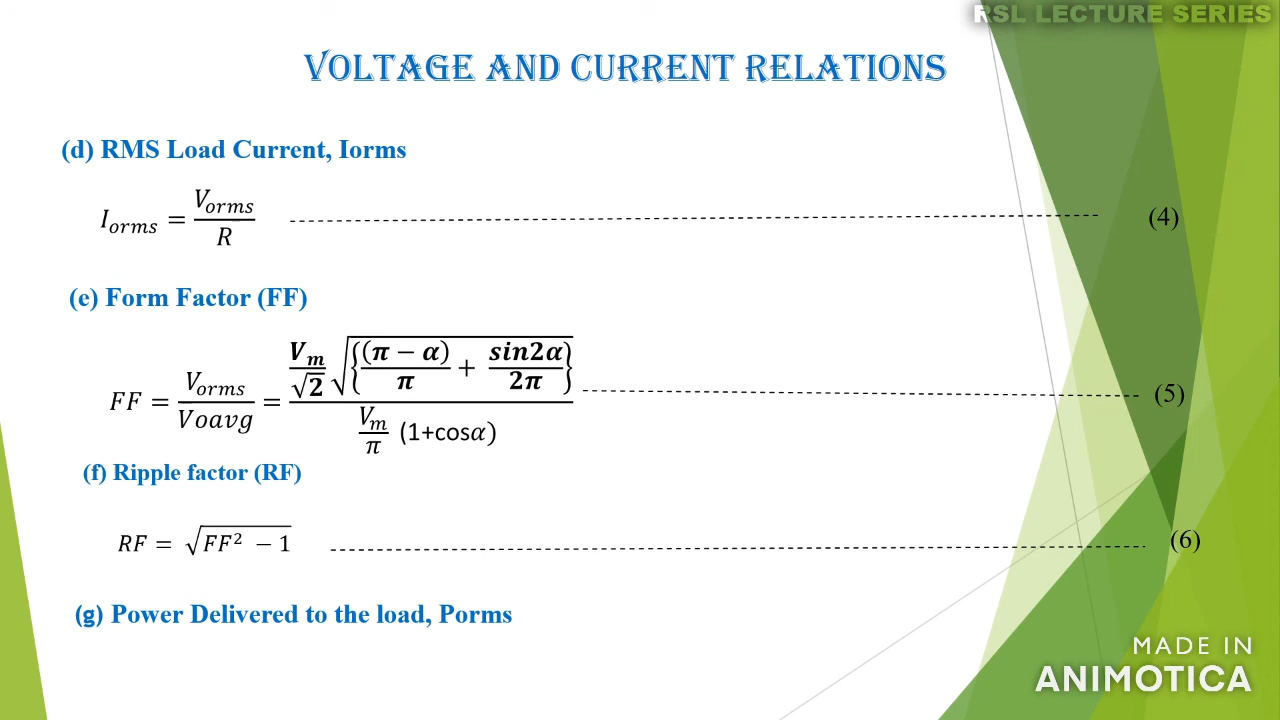 RSL LECTURE SERIES
VOLTAGE AND CURRENT RELATIONS
(d) RMS Load Current, Iorms
I_orms = V_orms / R ---------- (4)
(e) Form Factor (FF)
FF = V_orms / Voavg = (V_m/√2 √{(π − α)/π + sin2α/2π}) / (V_m/π (1+cosα)) ---------- (5)
(f) Ripple factor (RF)
RF = √(FF² − 1) ---------- (6)
(g) Power Delivered to the load, Porms
MADE IN
ANIMOTICA